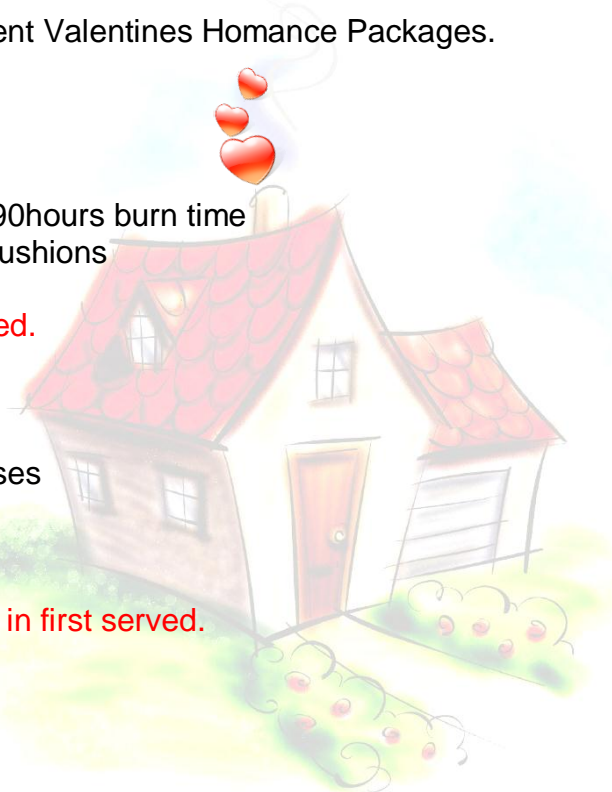 ent Valentines Homance Packages.
90hours burn time
ushions
ed.
ses
in first served.